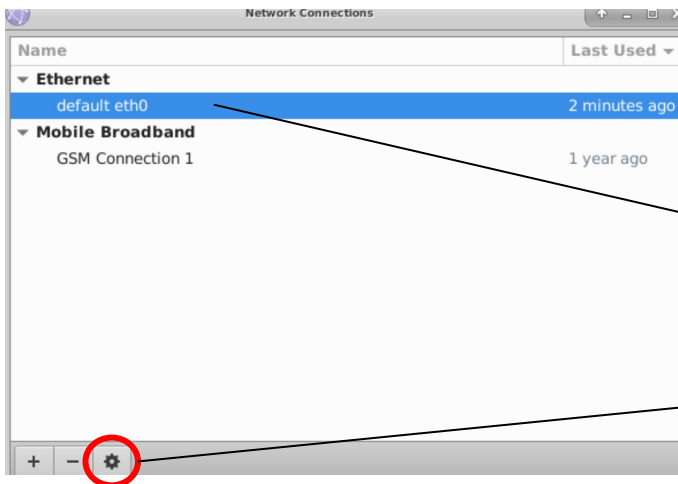 Network Connections
Name Last Used
Ethernet
default eth0 2 minutes ago
Mobile Broadband
GSM Connection 1 1 year ago